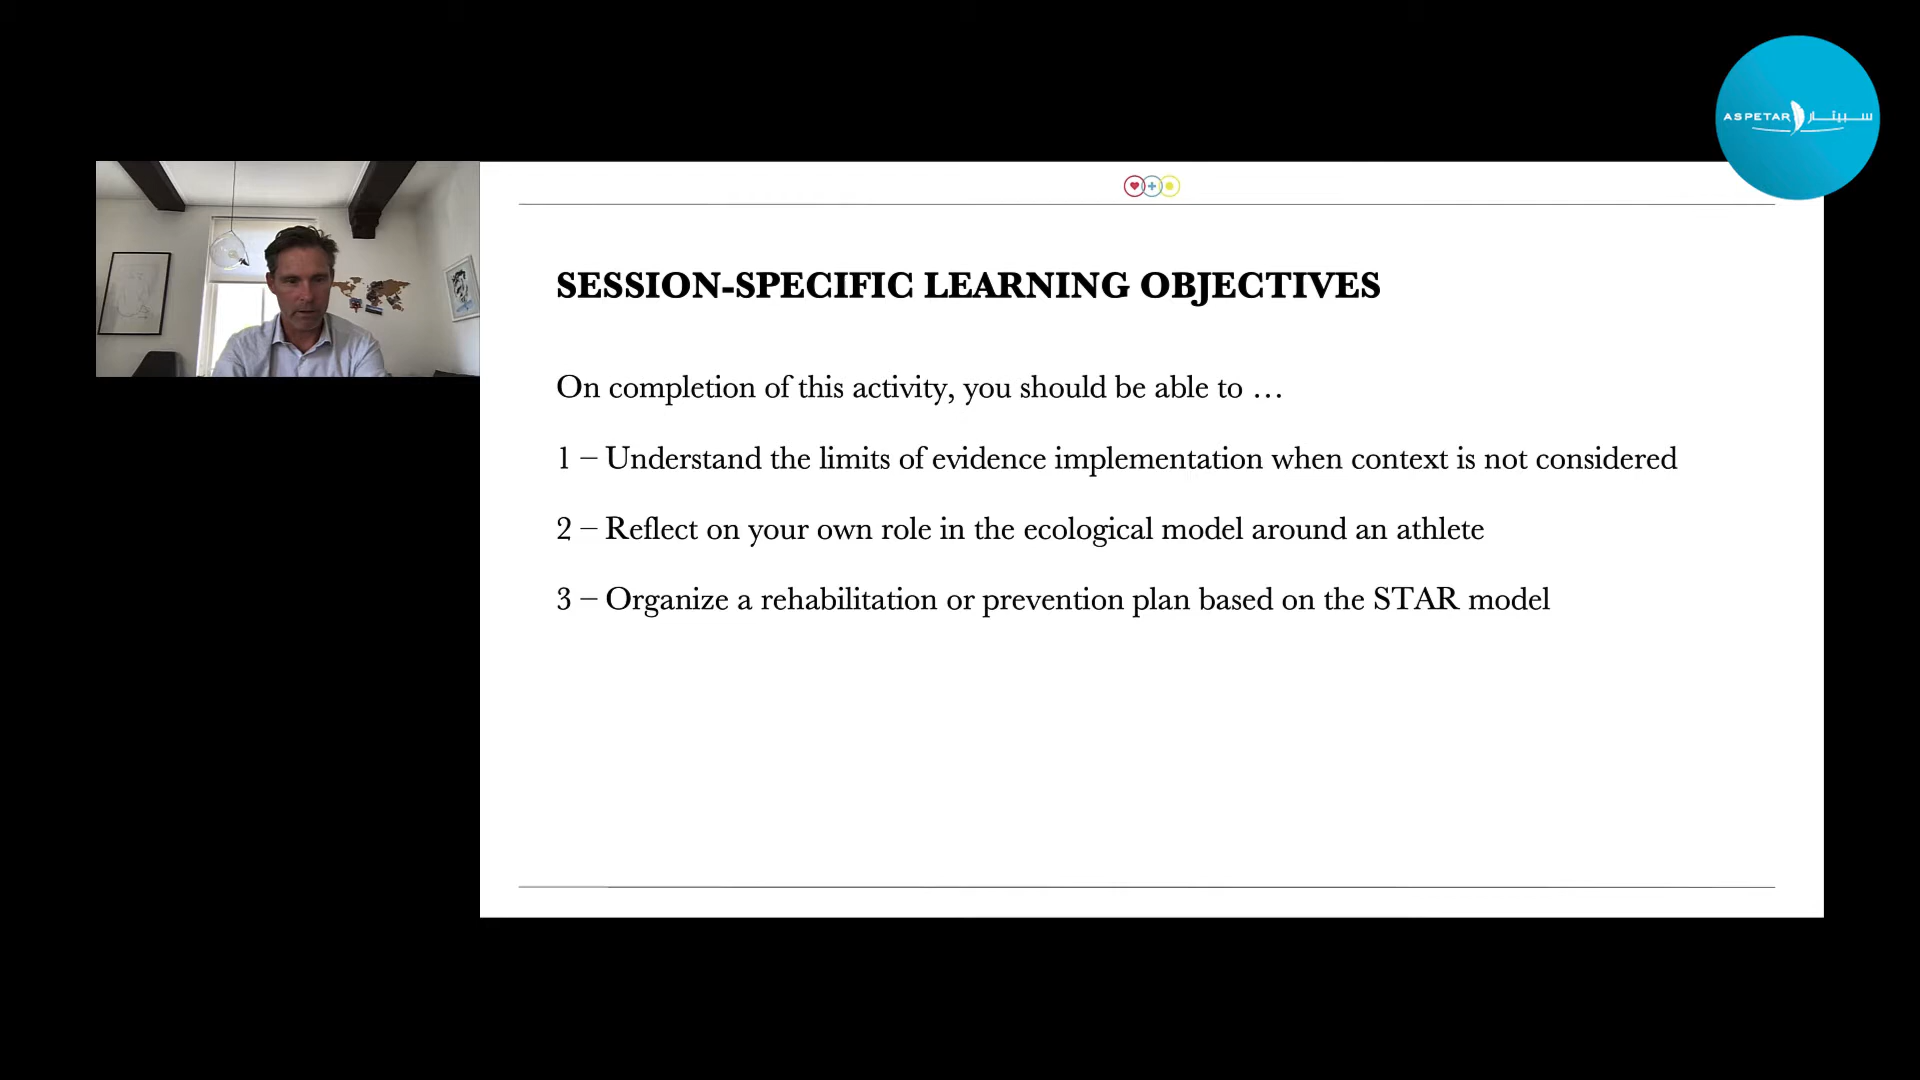 ASPETAR سبيتار
SESSION-SPECIFIC LEARNING OBJECTIVES
On completion of this activity, you should be able to …
1 – Understand the limits of evidence implementation when context is not considered
2 – Reflect on your own role in the ecological model around an athlete
3 – Organize a rehabilitation or prevention plan based on the STAR model